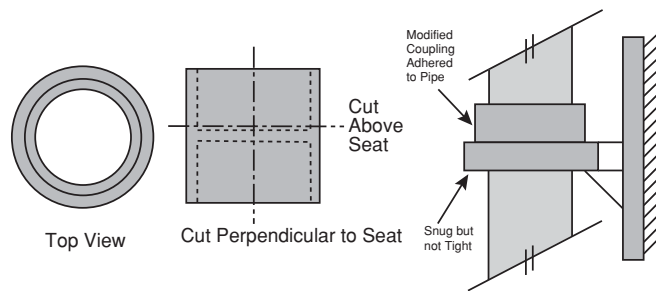 Top View
Cut
Above
Seat
Cut Perpendicular to Seat
Modified
Coupling
Adhered
to Pipe
Snug but
not Tight